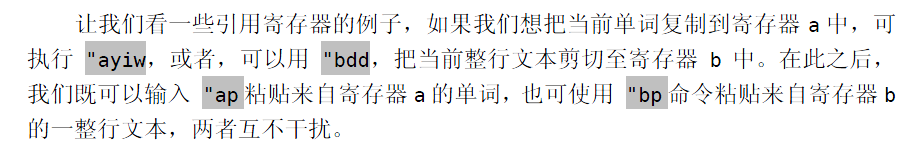 让我们看一些引用寄存器的例子，如果我们想把当前单词复制到寄存器 a 中，可
执行 "ayiw，或者，可以用 "bdd，把当前整行文本剪切至寄存器 b 中。在此之后，
我们既可以输入 "ap 粘贴来自寄存器 a 的单词，也可使用 "bp 命令粘贴来自寄存器 b
的一整行文本，两者互不干扰。